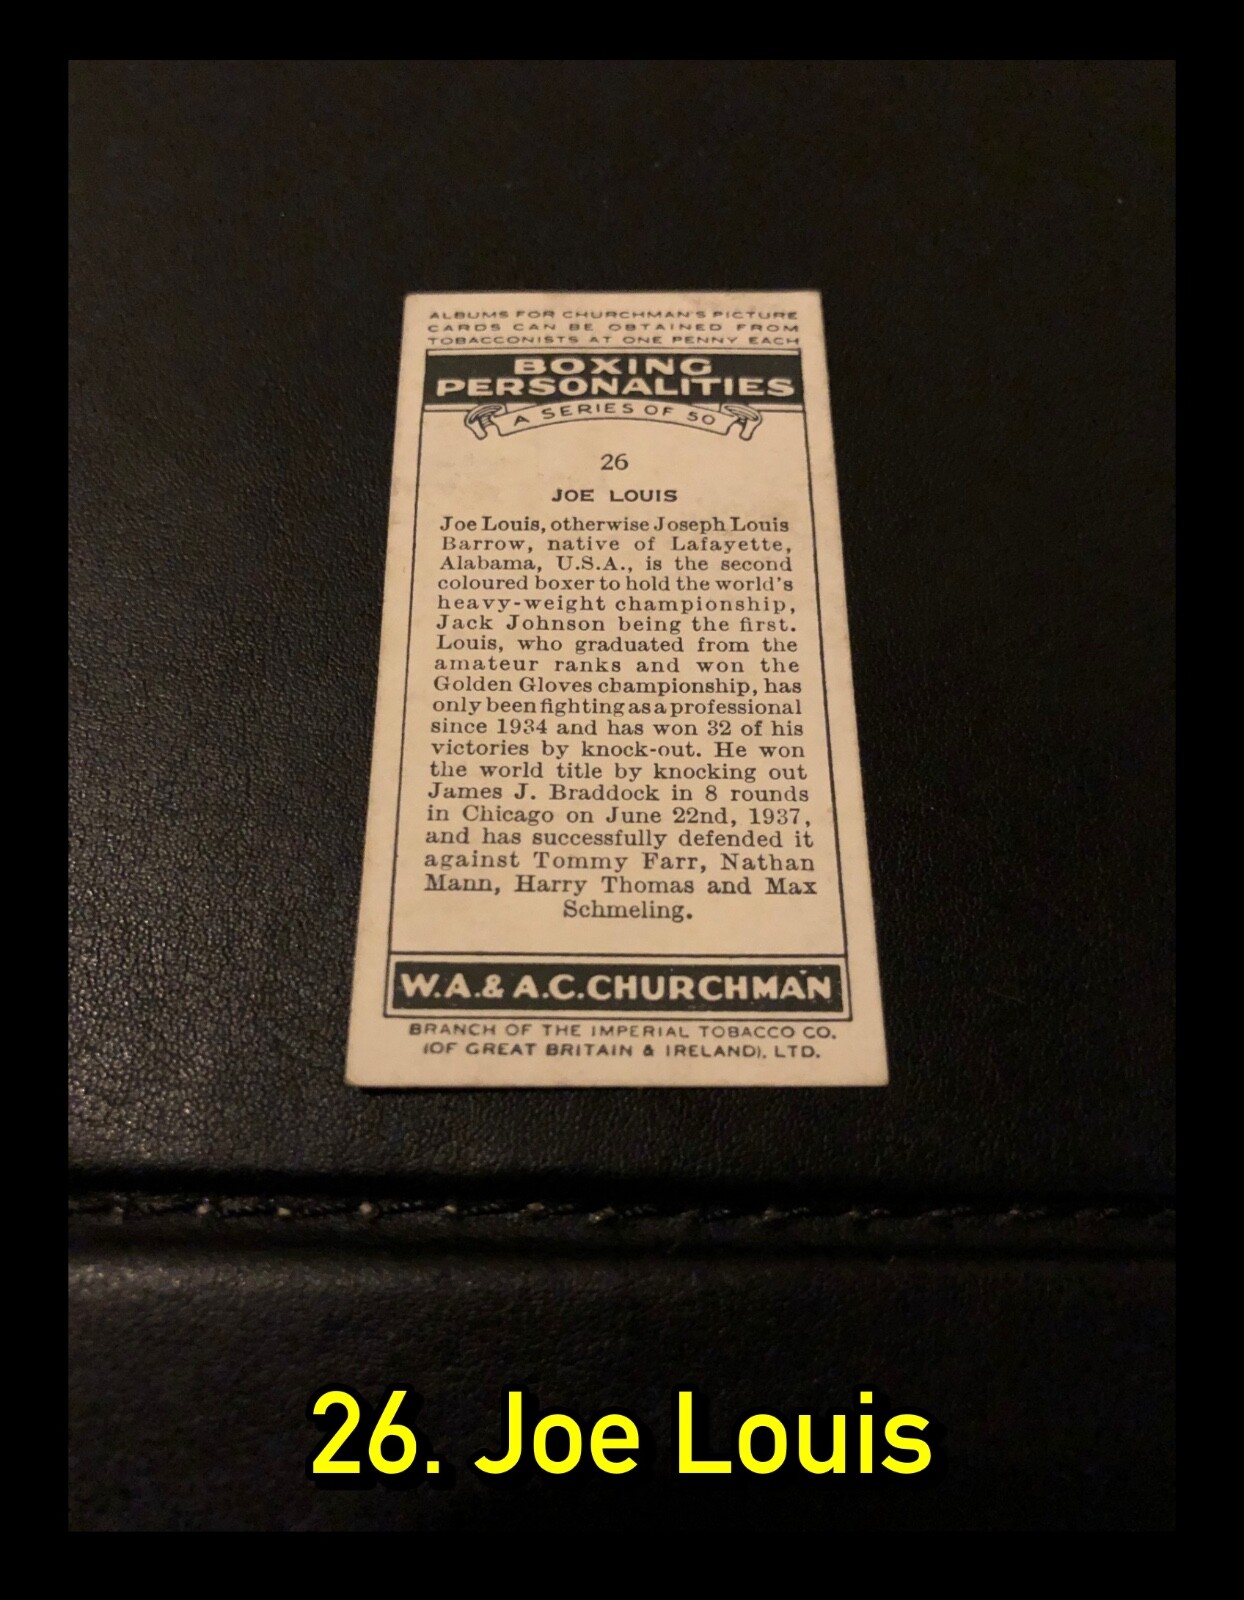 ALBUMS FOR CHURCHMAN'S PICTURE
CARDS CAN BE OBTAINED FROM
TOBACCONISTS AT ONE PENNY EACH
BOXING
PERSONALITIES
A SERIES OF 50
26
JOE LOUIS
Joe Louis, otherwise Joseph Louis
Barrow, native of Lafayette,
Alabama, U.S.A., is the second
coloured boxer to hold the world's
heavy-weight championship,
Jack Johnson being the first.
Louis, who graduated from the
amateur ranks and won the
Golden Gloves championship, has
only been fighting as a professional
since 1934 and has won 32 of his
victories by knock-out. He won
the world title by knocking out
James J. Braddock in 8 rounds
in Chicago on June 22nd, 1937,
and has successfully defended it
against Tommy Farr, Nathan
Mann, Harry Thomas and Max
Schmeling.
W.A.& A.C.CHURCHMAN
BRANCH OF THE IMPERIAL TOBACCO CO.
(OF GREAT BRITAIN & IRELAND), LTD.
26. Joe Louis